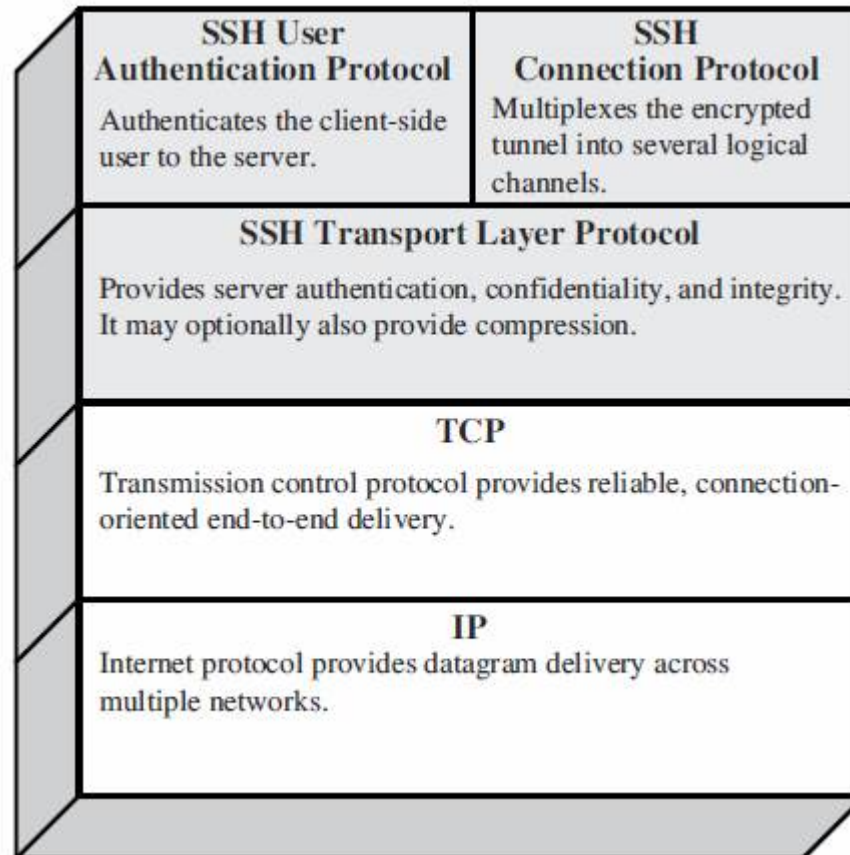 SSH User
Authentication Protocol
Authenticates the client-side
user to the server.
SSH
Connection Protocol
Multiplexes the encrypted
tunnel into several logical
channels.
SSH Transport Layer Protocol
Provides server authentication, confidentiality, and integrity.
It may optionally also provide compression.
TCP
Transmission control protocol provides reliable, connection-
oriented end-to-end delivery.
IP
Internet protocol provides datagram delivery across
multiple networks.